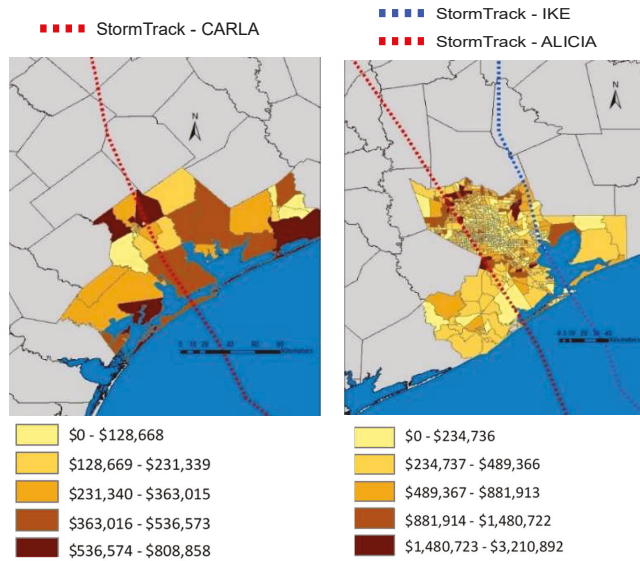 StormTrack - CARLA
StormTrack - IKE
StormTrack - ALICIA
N
N
$0 - $128,668
$128,669 - $231,339
$231,340 - $363,015
$363,016 - $536,573
$536,574 - $808,858
$0 - $234,736
$234,737 - $489,366
$489,367 - $881,913
$881,914 - $1,480,722
$1,480,723 - $3,210,892